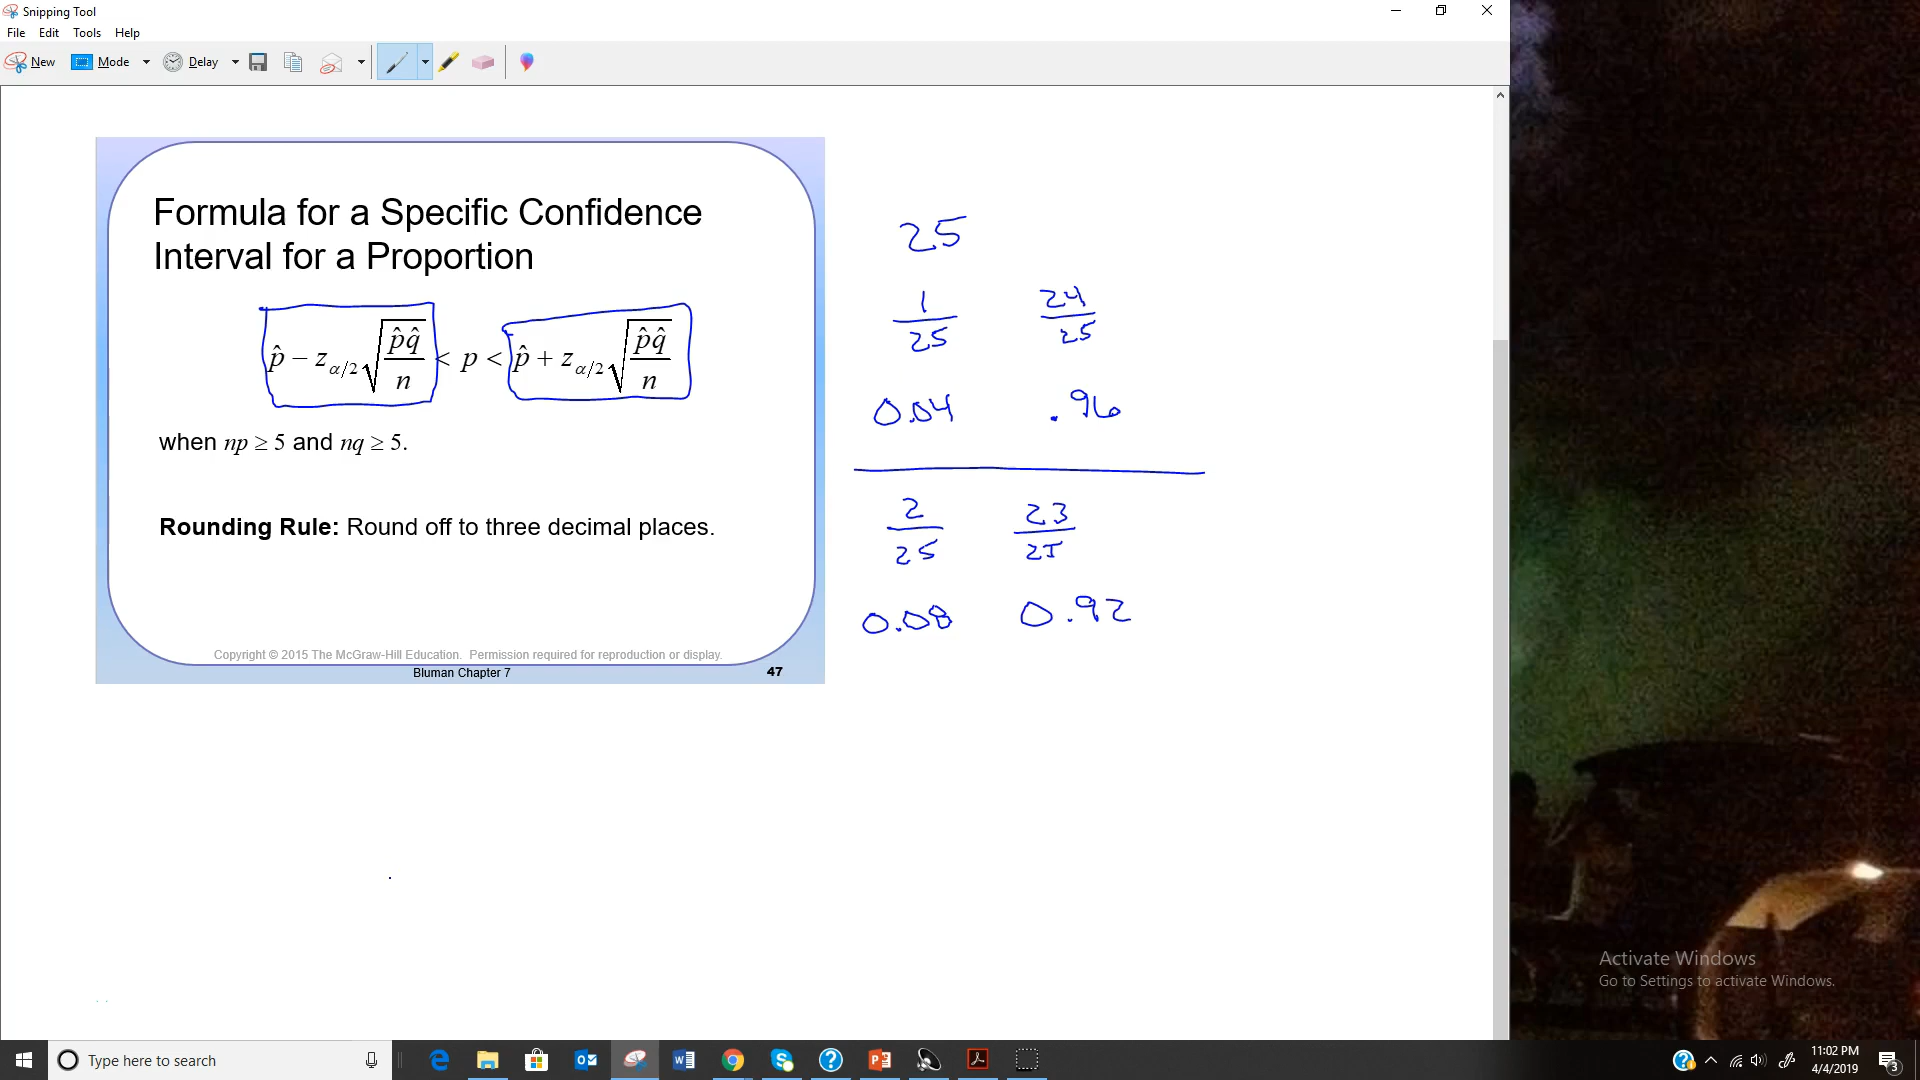 Snipping Tool
File Edit Tools Help
New Mode Delay
Formula for a Specific Confidence
Interval for a Proportion
p̂ − z_{α/2} √(p̂q̂/n) < p < p̂ + z_{α/2} √(p̂q̂/n)
when np ≥ 5 and nq ≥ 5.
Rounding Rule: Round off to three decimal places.
Copyright © 2015 The McGraw-Hill Education. Permission required for reproduction or display.
Bluman Chapter 7
47
25
1/25 24/25
0.04 .96
2/25 23/25
0.08 0.92
Activate Windows
Go to Settings to activate Windows.
Type here to search
11:02 PM
4/4/2019
3